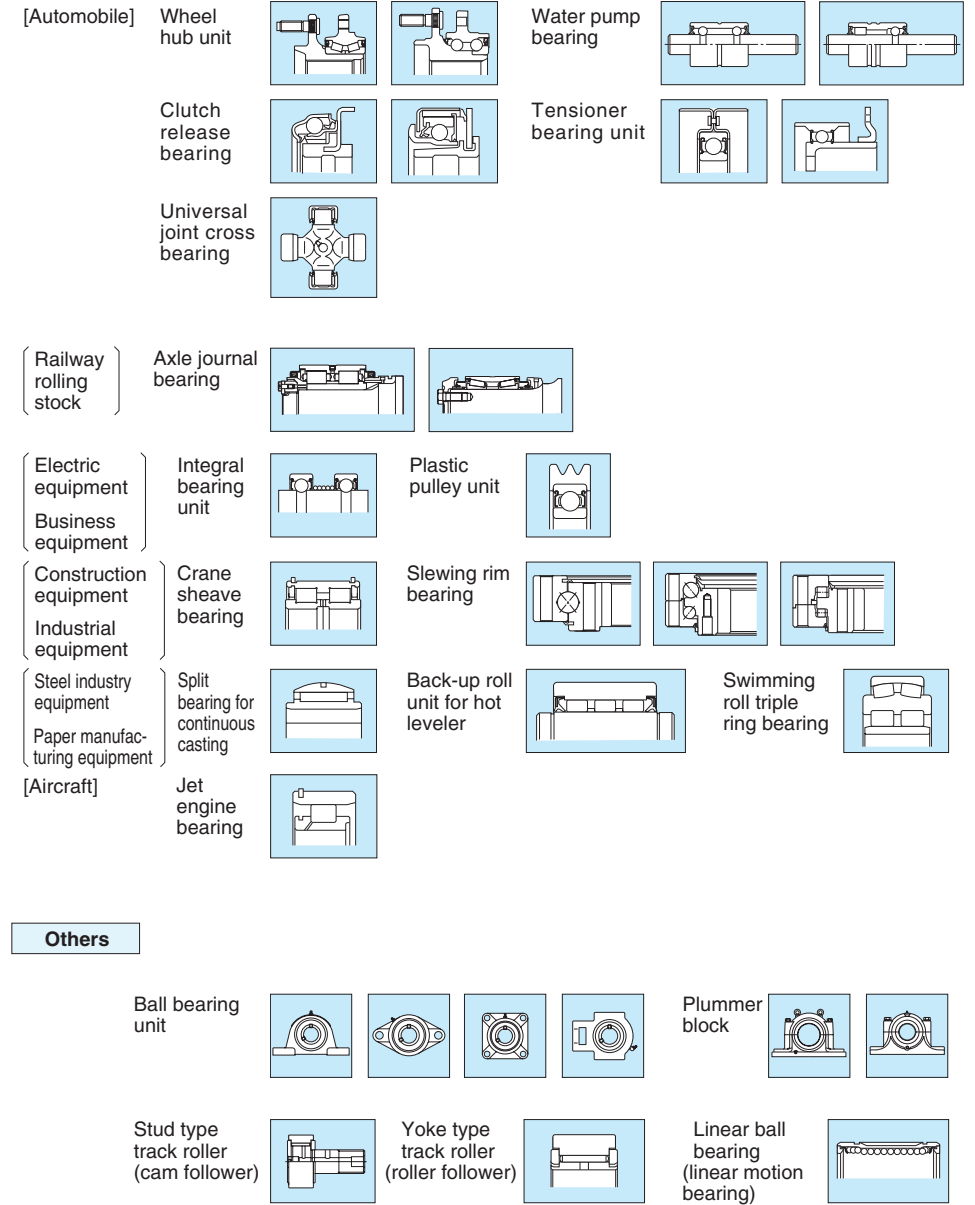 [Automobile]
Wheel
hub unit
Water pump
bearing
Clutch
release
bearing
Tensioner
bearing unit
Universal
joint cross
bearing
Railway
rolling
stock
Axle journal
bearing
Electric
equipment
Business
equipment
Integral
bearing
unit
Plastic
pulley unit
Construction
equipment
Industrial
equipment
Crane
sheave
bearing
Slewing rim
bearing
Steel industry
equipment
Paper manufac-
turing equipment
Split
bearing for
continuous
casting
Back-up roll
unit for hot
leveler
Swimming
roll triple
ring bearing
[Aircraft]
Jet
engine
bearing
Others
Ball bearing
unit
Plummer
block
Stud type
track roller
(cam follower)
Yoke type
track roller
(roller follower)
Linear ball
bearing
(linear motion
bearing)